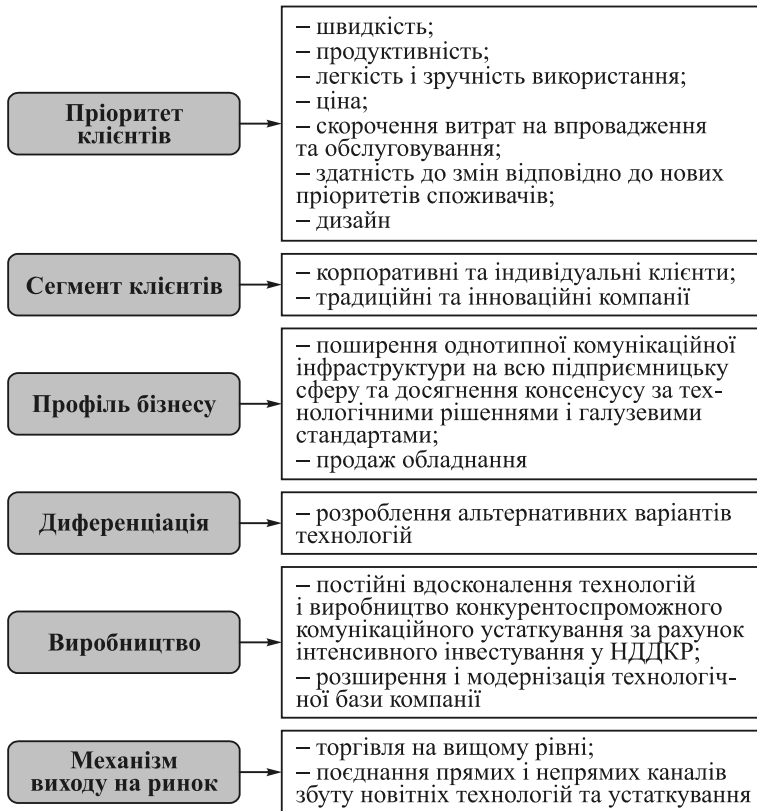 Пріоритет
клієнтів
– швидкість;
– продуктивність;
– легкість і зручність використання;
– ціна;
– скорочення витрат на впровадження
та обслуговування;
– здатність до змін відповідно до нових
пріоритетів споживачів;
– дизайн
Сегмент клієнтів
– корпоративні та індивідуальні клієнти;
– традиційні та інноваційні компанії
Профіль бізнесу
– поширення однотипної комунікаційної
інфраструктури на всю підприємницьку
сферу та досягнення консенсусу за тех-
нологічними рішеннями і галузевими
стандартами;
– продаж обладнання
Диференціація
– розроблення альтернативних варіантів
технологій
Виробництво
– постійні вдосконалення технологій
і виробництво конкурентоспроможного
комунікаційного устаткування за рахунок
інтенсивного інвестування у НДДКР;
– розширення і модернізація технологіч-
ної бази компанії
Механізм
виходу на ринок
– торгівля на вищому рівні;
– поєднання прямих і непрямих каналів
збуту новітніх технологій та устаткування